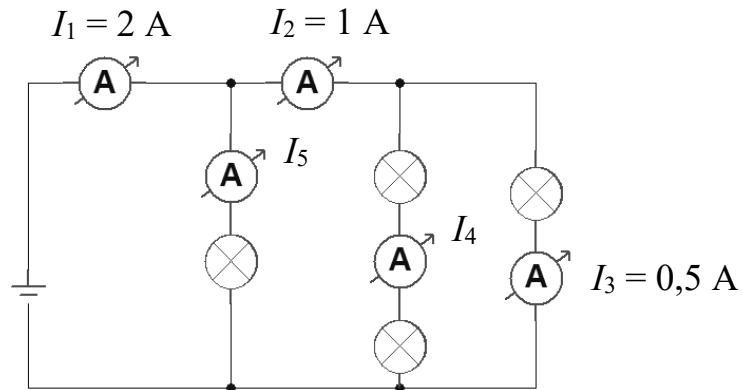 I₁ = 2 A
I₂ = 1 A
A
A
A
I₅
A
I₄
A
I₃ = 0,5 A